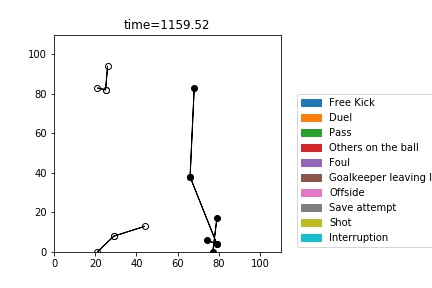 time=1159.52
100
80
60
40
20
0
0 20 40 60 80 100
Free Kick
Duel
Pass
Others on the ball
Foul
Goalkeeper leaving l
Offside
Save attempt
Shot
Interruption